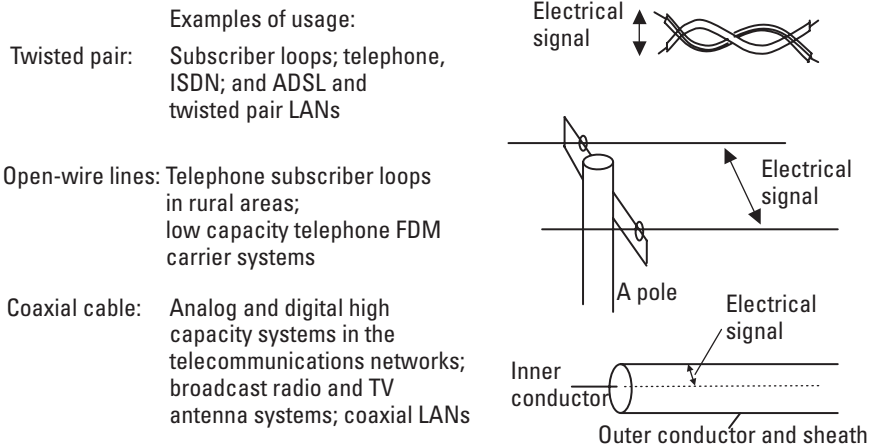 Examples of usage:
Twisted pair: Subscriber loops; telephone,
ISDN; and ADSL and
twisted pair LANs
Electrical
signal
Open-wire lines: Telephone subscriber loops
in rural areas;
low capacity telephone FDM
carrier systems
Electrical
signal
A pole
Coaxial cable: Analog and digital high
capacity systems in the
telecommunications networks;
broadcast radio and TV
antenna systems; coaxial LANs
Electrical
signal
Inner
conductor
Outer conductor and sheath